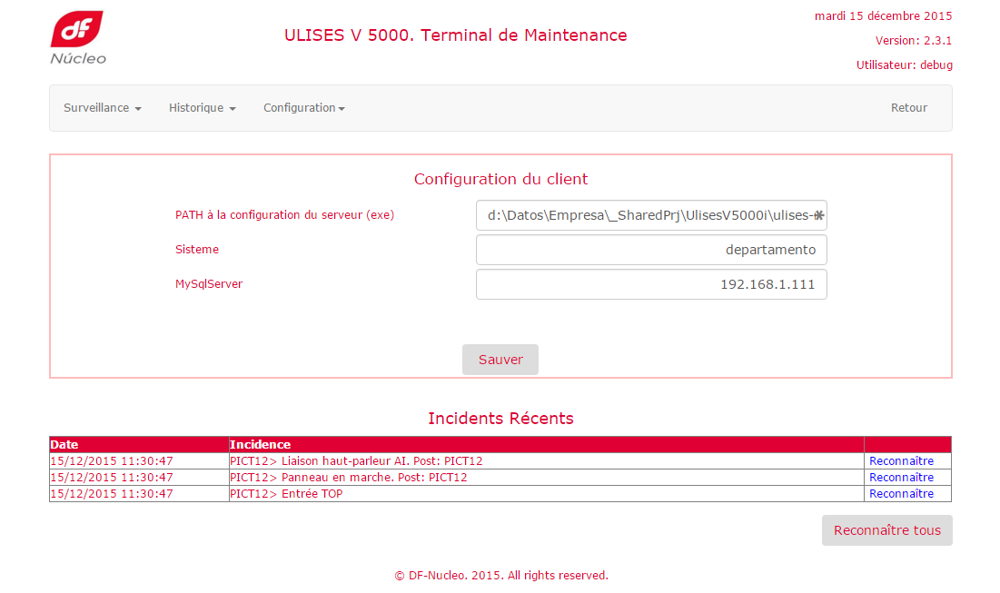 df
Núcleo
ULISES V 5000. Terminal de Maintenance
mardi 15 décembre 2015
Version: 2.3.1
Utilisateur: debug
Surveillance Historique Configuration Retour
Configuration du client
PATH à la configuration du serveur (exe) d:\Datos\Empresa\_SharedPrj\UlisesV5000i\ulises-
Sisteme departamento
MySqlServer 192.168.1.111
Sauver
Incidents Récents
Date Incidence
15/12/2015 11:30:47 PICT12> Liaison haut-parleur AI. Post: PICT12 Reconnaître
15/12/2015 11:30:47 PICT12> Panneau en marche. Post: PICT12 Reconnaître
15/12/2015 11:30:47 PICT12> Entrée TOP Reconnaître
Reconnaître tous
© DF-Nucleo. 2015. All rights reserved.